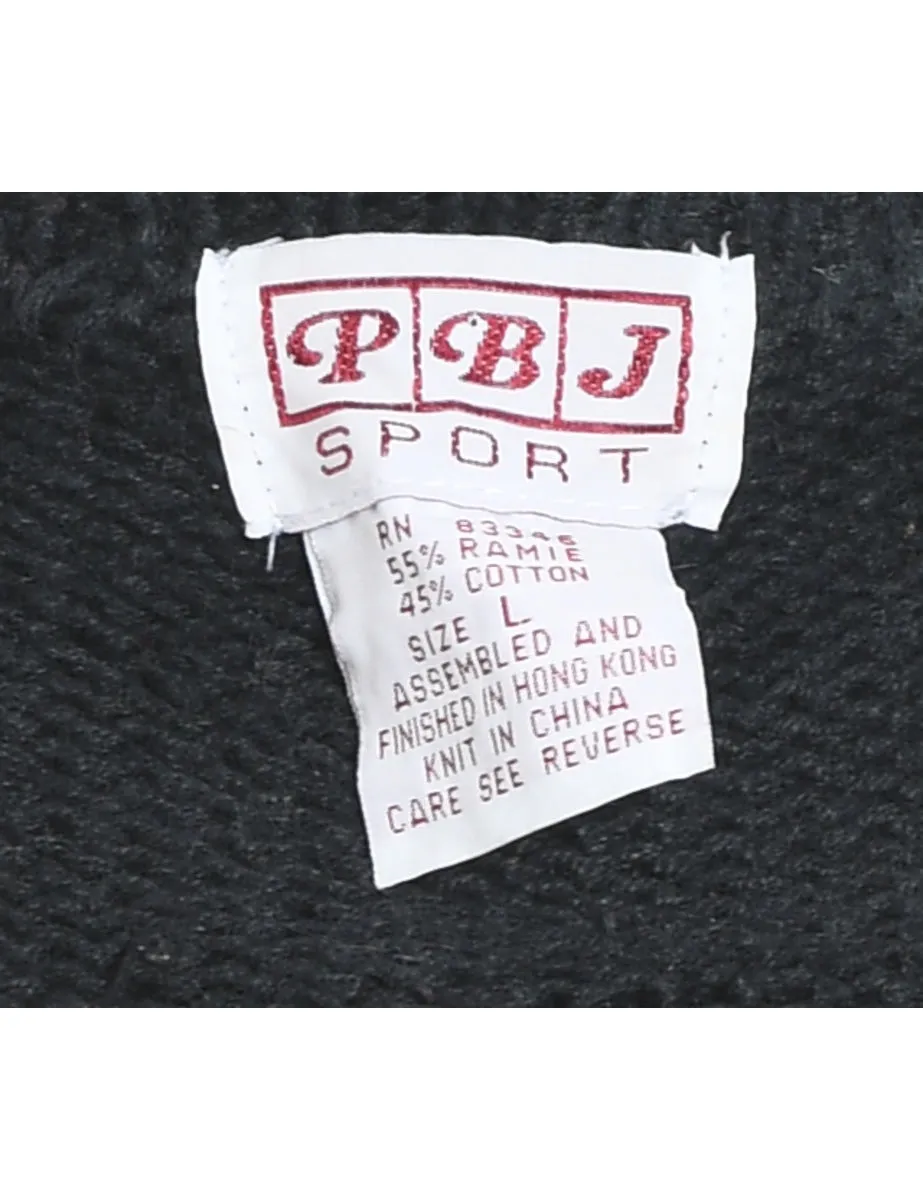 PBJ
SPORT
RN 83346
55% RAMIE
45% COTTON
SIZE L
ASSEMBLED AND
FINISHED IN HONG KONG
KNIT IN CHINA
CARE SEE REVERSE